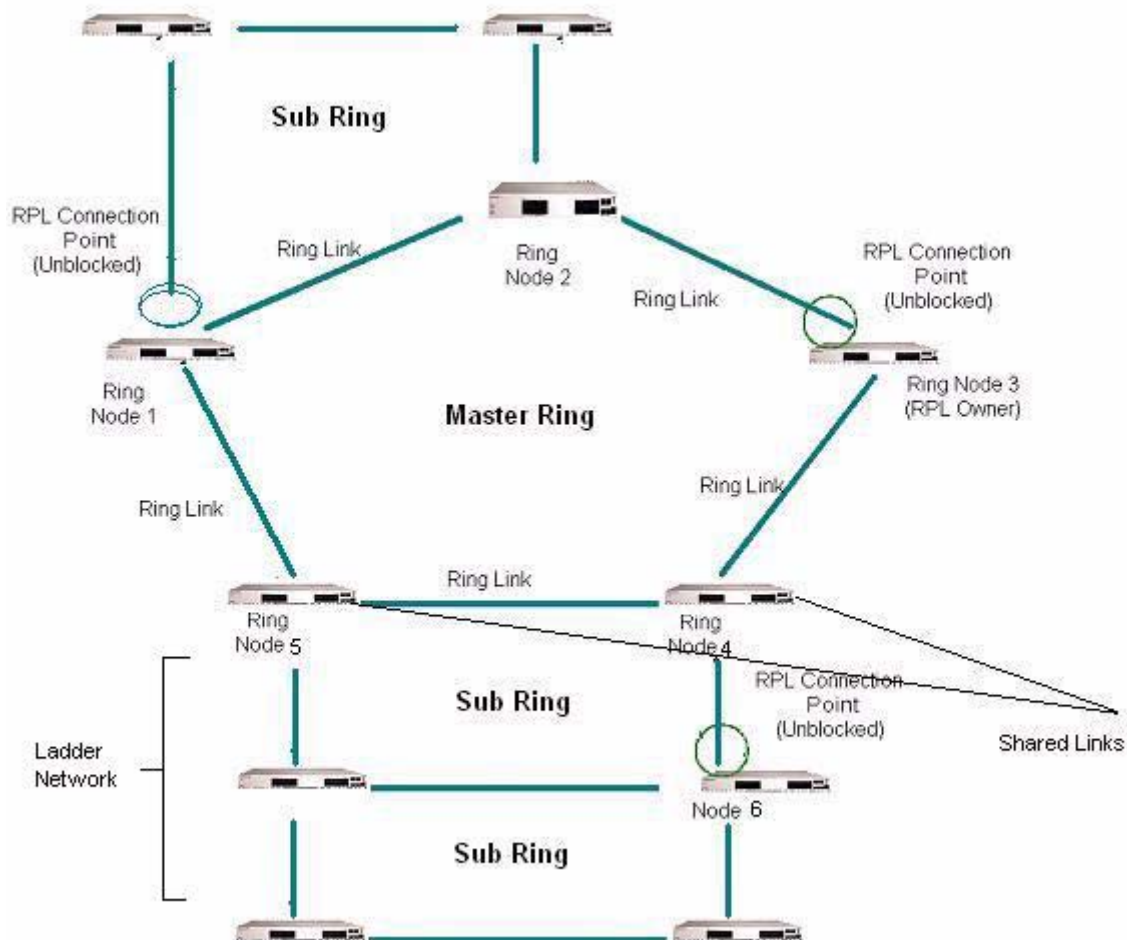 Sub Ring
RPL Connection
Point
(Unblocked)
Ring Link
Ring
Node 2
Ring Link
RPL Connection
Point
(Unblocked)
Ring
Node 1
Master Ring
Ring Node 3
(RPL Owner)
Ring Link
Ring Link
Ring Link
Ring
Node 5
Ring
Node 4
Sub Ring
RPL Connection
Point
(Unblocked)
Shared Links
Ladder
Network
Node 6
Sub Ring